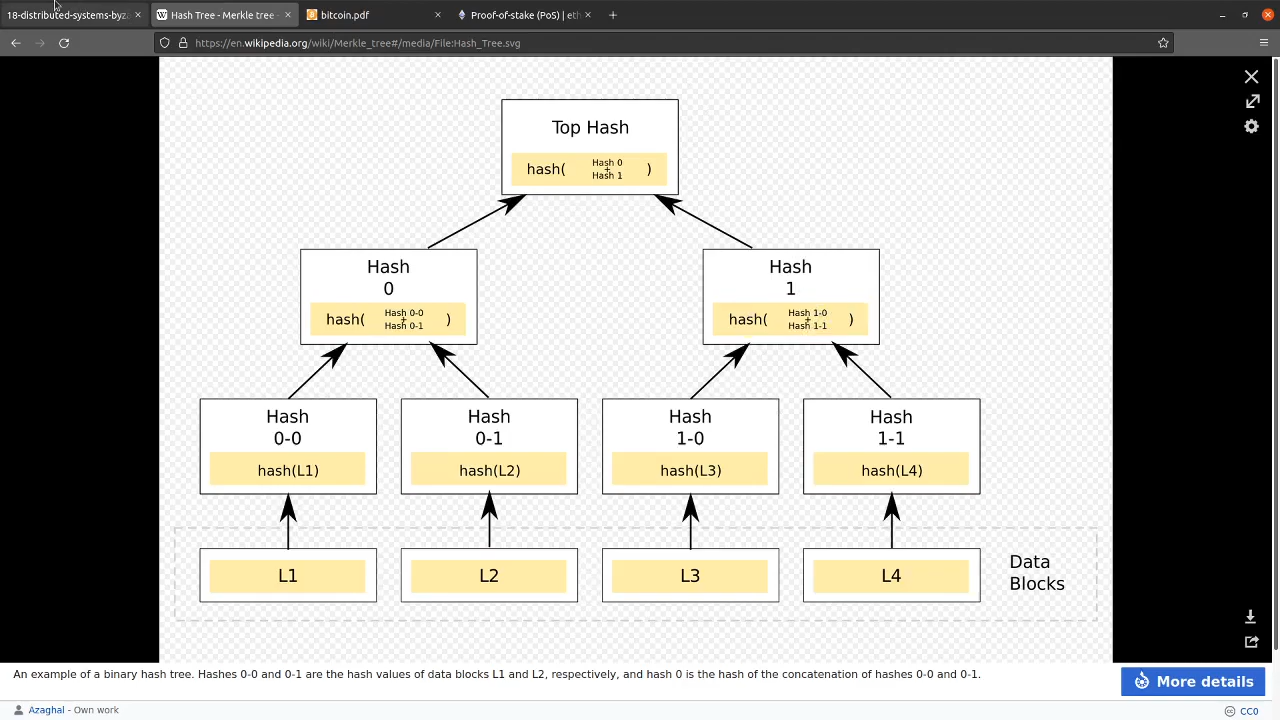 18-distributed-systems-byza
Hash Tree - Merkle tree -
bitcoin.pdf
Proof-of-stake (PoS) | eth
https://en.wikipedia.org/wiki/Merkle_tree#/media/File:Hash_Tree.svg
Top Hash
hash( Hash 0 + Hash 1 )
Hash
0
hash( Hash 0-0 + Hash 0-1 )
Hash
1
hash( Hash 1-0 + Hash 1-1 )
Hash
0-0
hash(L1)
Hash
0-1
hash(L2)
Hash
1-0
hash(L3)
Hash
1-1
hash(L4)
L1
L2
L3
L4
Data
Blocks
An example of a binary hash tree. Hashes 0-0 and 0-1 are the hash values of data blocks L1 and L2, respectively, and hash 0 is the hash of the concatenation of hashes 0-0 and 0-1.
More details
Azaghal - Own work
CC0